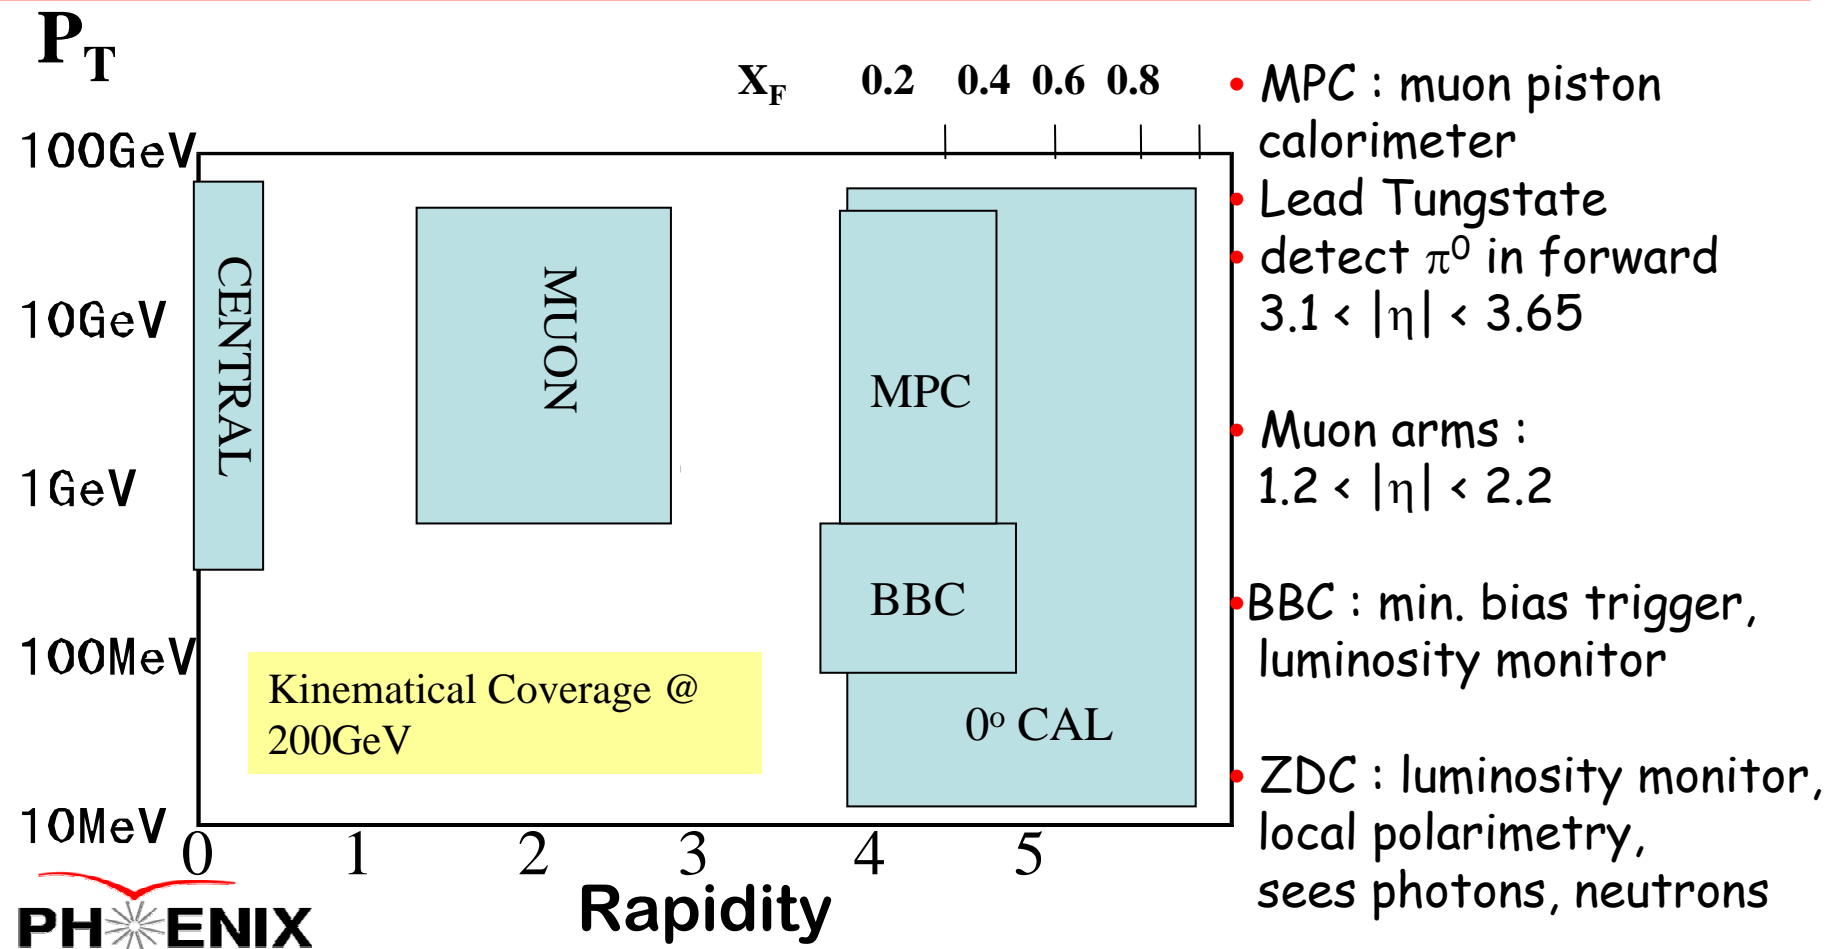 P_T
X_F 0.2 0.4 0.6 0.8
100GeV
10GeV
1GeV
100MeV
10MeV
CENTRAL
MUON
MPC
BBC
0º CAL
Kinematical Coverage @
200GeV
0 1 2 3 4 5
Rapidity
PHENIX
• MPC : muon piston
calorimeter
• Lead Tungstate
• detect π⁰ in forward
3.1 < |η| < 3.65
• Muon arms :
1.2 < |η| < 2.2
• BBC : min. bias trigger,
luminosity monitor
• ZDC : luminosity monitor,
local polarimetry,
sees photons, neutrons